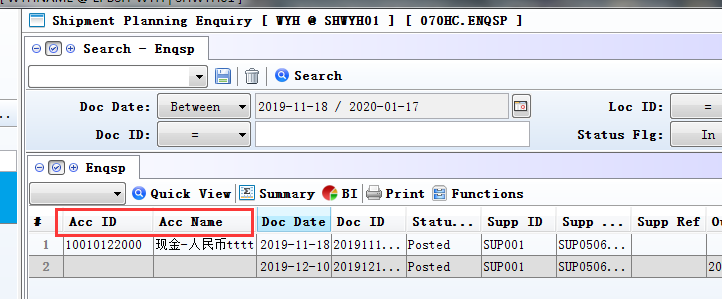 Shipment Planning Enquiry [ WYH @ SHWYH01 ] [ 070HC.ENQSP ]
Search - Enqsp
Search
Doc Date: Between 2019-11-18 / 2020-01-17 Loc ID: =
Doc ID: = Status Flg: In
Enqsp
Quick View Summary BI Print Functions
# Acc ID Acc Name Doc Date Doc ID Statu... Supp ID Supp ... Supp Ref
1 10010122000 现金-人民币tttt 2019-11-18 2019111... Posted SUP001 SUP0506...
2 2019-12-10 2019121... Posted SUP001 SUP0506... 20